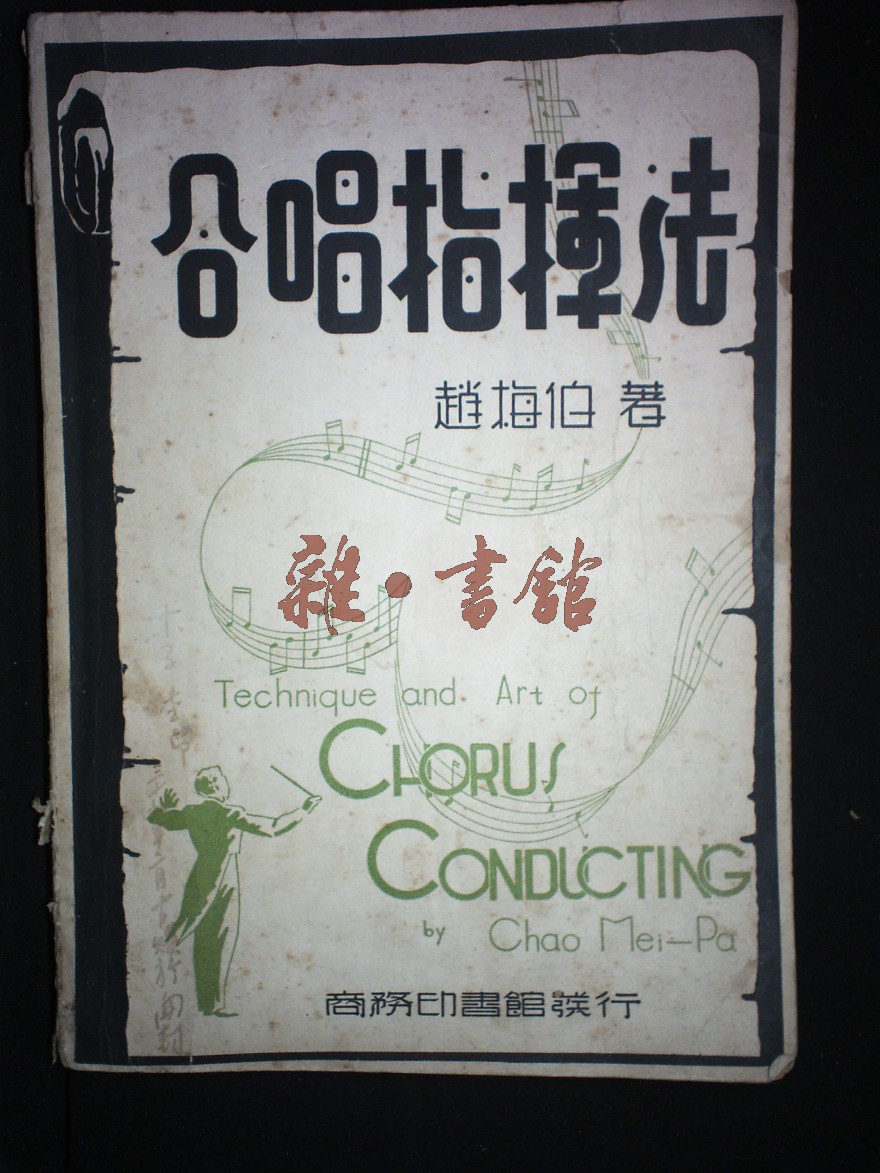 合唱指揮法
趙梅伯 著
雜·書館
Technique and Art of
CHORUS
CONDUCTING
by Chao Mei-Pa
商務印書館發行